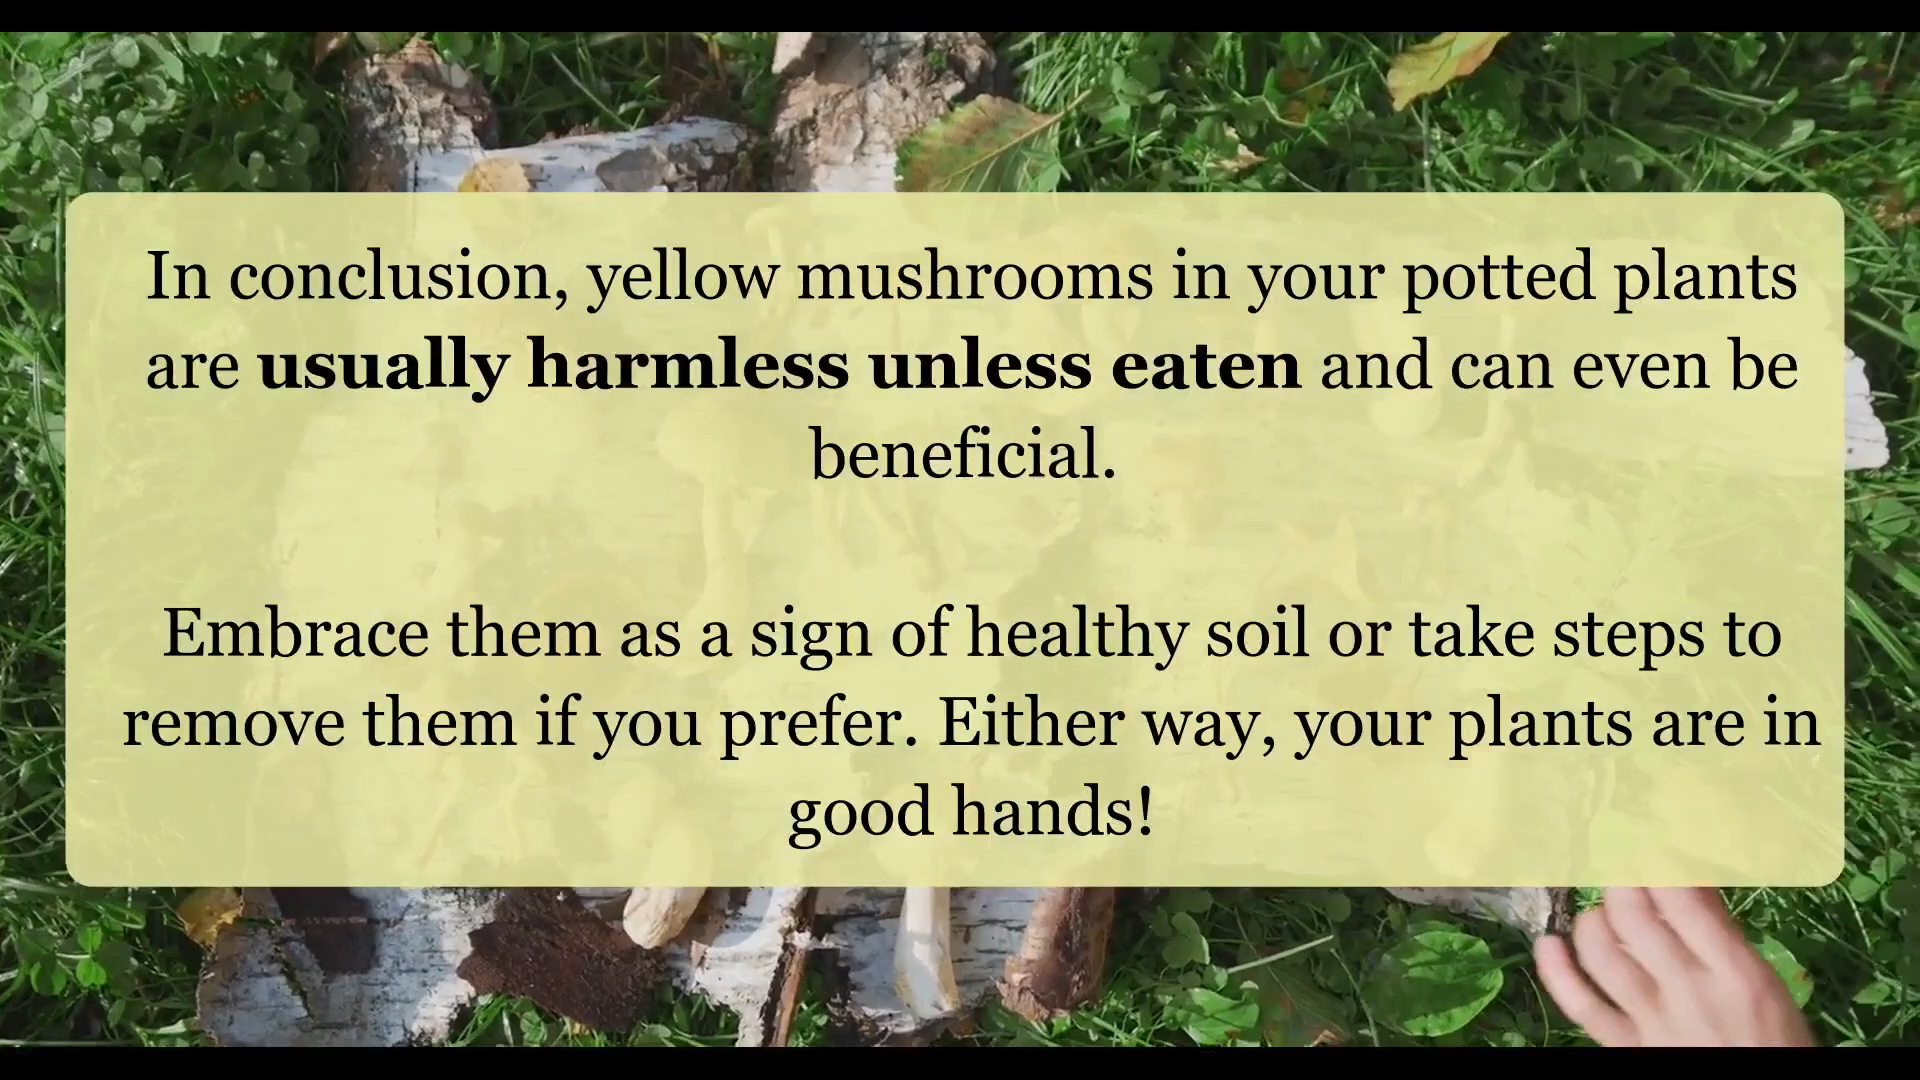 In conclusion, yellow mushrooms in your potted plants
are usually harmless unless eaten and can even be
beneficial.
Embrace them as a sign of healthy soil or take steps to
remove them if you prefer. Either way, your plants are in
good hands!